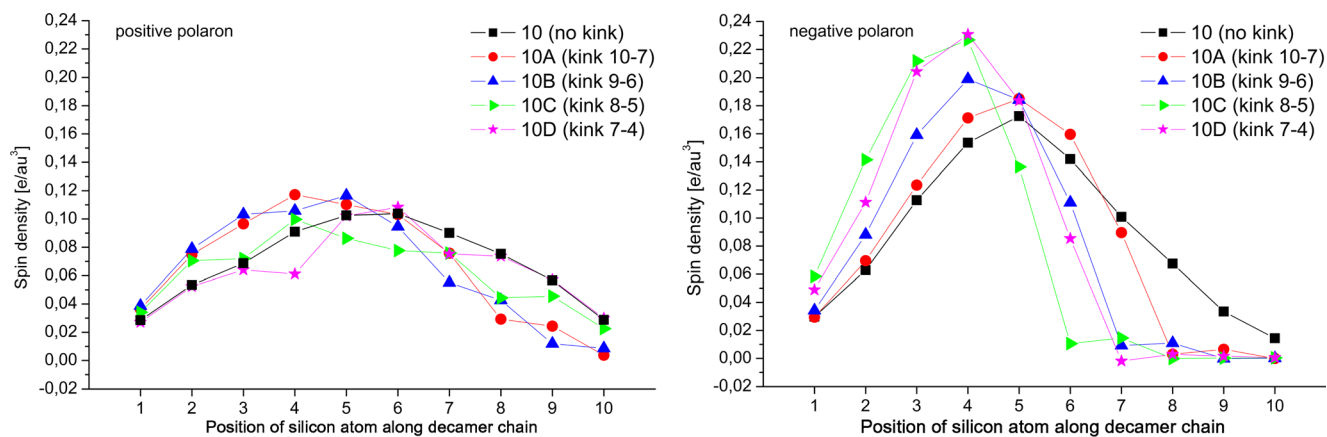 positive polaron
10 (no kink)
10A (kink 10-7)
10B (kink 9-6)
10C (kink 8-5)
10D (kink 7-4)
Spin density [e/au³]
0,24
0,22
0,20
0,18
0,16
0,14
0,12
0,10
0,08
0,06
0,04
0,02
0,00
-0,02
1 2 3 4 5 6 7 8 9 10
Position of silicon atom along decamer chain
negative polaron
10 (no kink)
10A (kink 10-7)
10B (kink 9-6)
10C (kink 8-5)
10D (kink 7-4)
Spin density [e/au³]
0,24
0,22
0,20
0,18
0,16
0,14
0,12
0,10
0,08
0,06
0,04
0,02
0,00
-0,02
1 2 3 4 5 6 7 8 9 10
Position of silicon atom along decamer chain